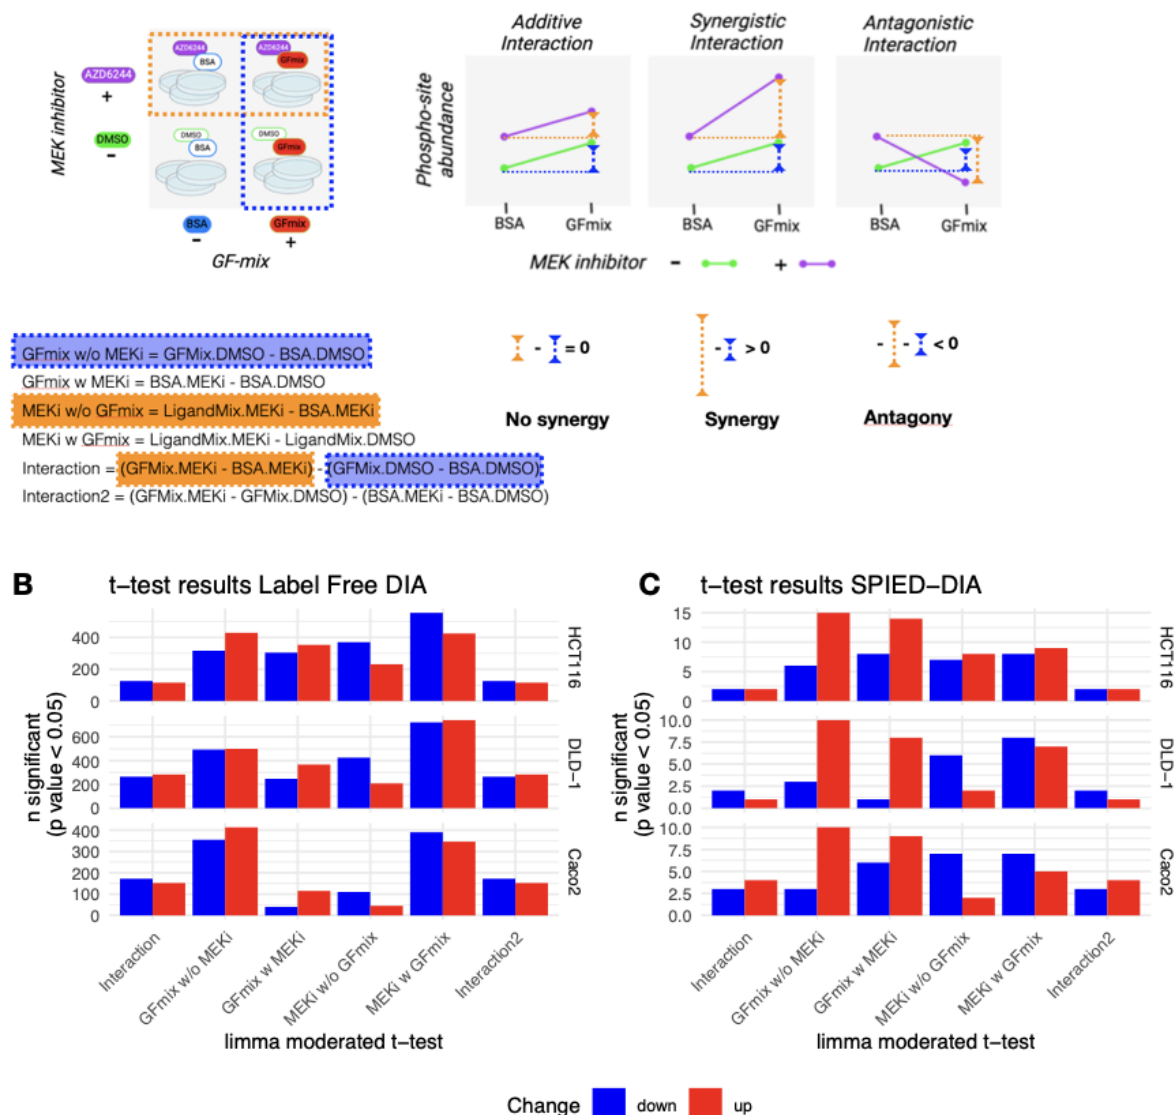 MEK inhibitor
AZD6244
+
DMSO
-
AZD6244
BSA
AZD6244
GFmix
DMSO
BSA
DMSO
GFmix
BSA
-
GFmix
+
GF-mix
Additive
Interaction
Synergistic
Interaction
Antagonistic
Interaction
Phospho-site
abundance
BSA
GFmix
BSA
GFmix
BSA
GFmix
MEK inhibitor - +
GFmix w/o MEKi = GFMix.DMSO - BSA.DMSO
GFmix w MEKi = BSA.MEKi - BSA.DMSO
MEKi w/o GFmix = LigandMix.MEKi - BSA.MEKi
MEKi w GFmix = LigandMix.MEKi - LigandMix.DMSO
Interaction = (GFMix.MEKi - BSA.MEKi) - (GFMix.DMSO - BSA.DMSO)
Interaction2 = (GFMix.MEKi - GFMix.DMSO) - (BSA.MEKi - BSA.DMSO)
- = 0
- > 0
- - < 0
No synergy
Synergy
Antagony
B
t-test results Label Free DIA
n significant
(p value < 0.05)
400
200
0
HCT116
600
400
200
0
DLD-1
400
300
200
100
0
Caco2
Interaction
GFmix w/o MEKi
GFmix w MEKi
MEKi w/o GFmix
MEKi w GFmix
Interaction2
limma moderated t-test
C
t-test results SPIED-DIA
n significant
(p value < 0.05)
15
10
5
0
HCT116
10.0
7.5
5.0
2.5
0.0
DLD-1
10.0
7.5
5.0
2.5
0.0
Caco2
Interaction
GFmix w/o MEKi
GFmix w MEKi
MEKi w/o GFmix
MEKi w GFmix
Interaction2
limma moderated t-test
Change down up